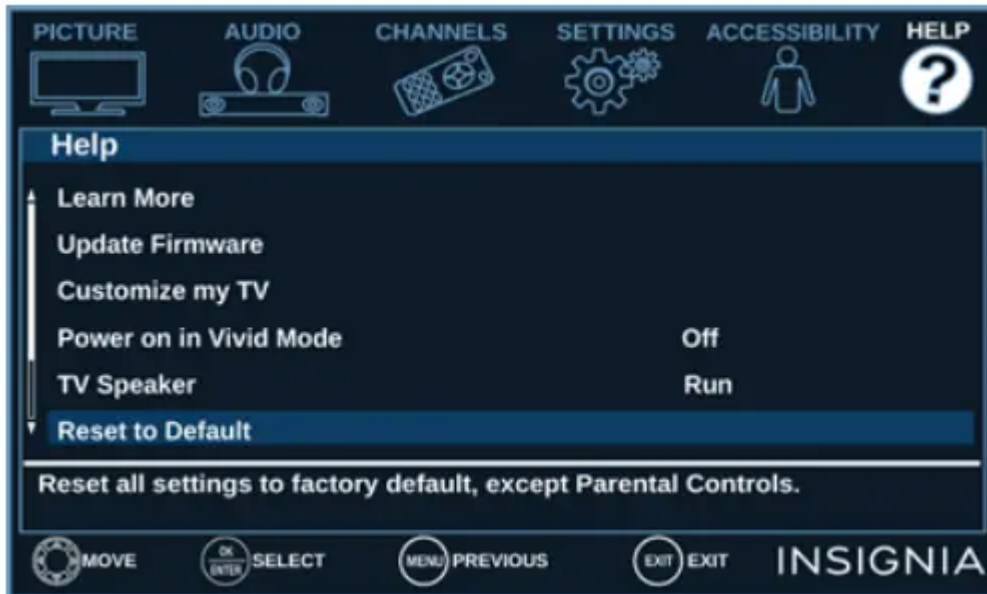 PICTURE AUDIO CHANNELS SETTINGS ACCESSIBILITY HELP
?
Help
Learn More
Update Firmware
Customize my TV
Power on in Vivid Mode Off
TV Speaker Run
Reset to Default
Reset all settings to factory default, except Parental Controls.
OK ENTER MOVE SELECT MENU PREVIOUS EXIT EXIT INSIGNIA